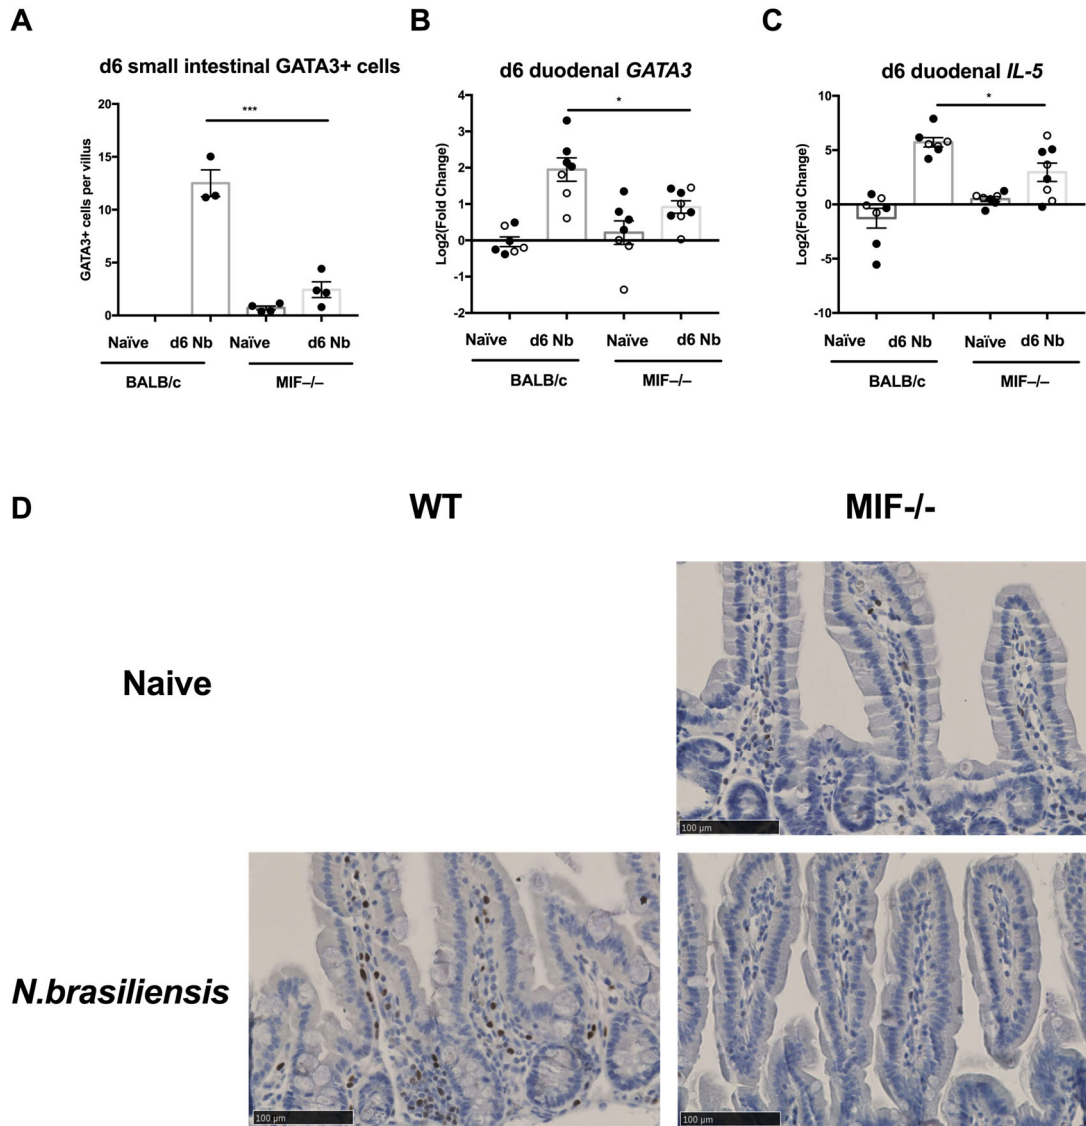 A
d6 small intestinal GATA3+ cells
GATA3+ cells per villus
20
15
10
5
0
***
Naïve d6 Nb Naïve d6 Nb
BALB/c MIF–/–
B
d6 duodenal GATA3
Log2(Fold Change)
4
3
2
1
0
-1
-2
*
Naïve d6 Nb Naïve d6 Nb
BALB/c MIF–/–
C
d6 duodenal IL-5
Log2(Fold Change)
10
5
0
-5
-10
*
Naïve d6 Nb Naïve d6 Nb
BALB/c MIF–/–
D
WT MIF-/-
Naive
100 µm
N.brasiliensis
100 µm
100 µm